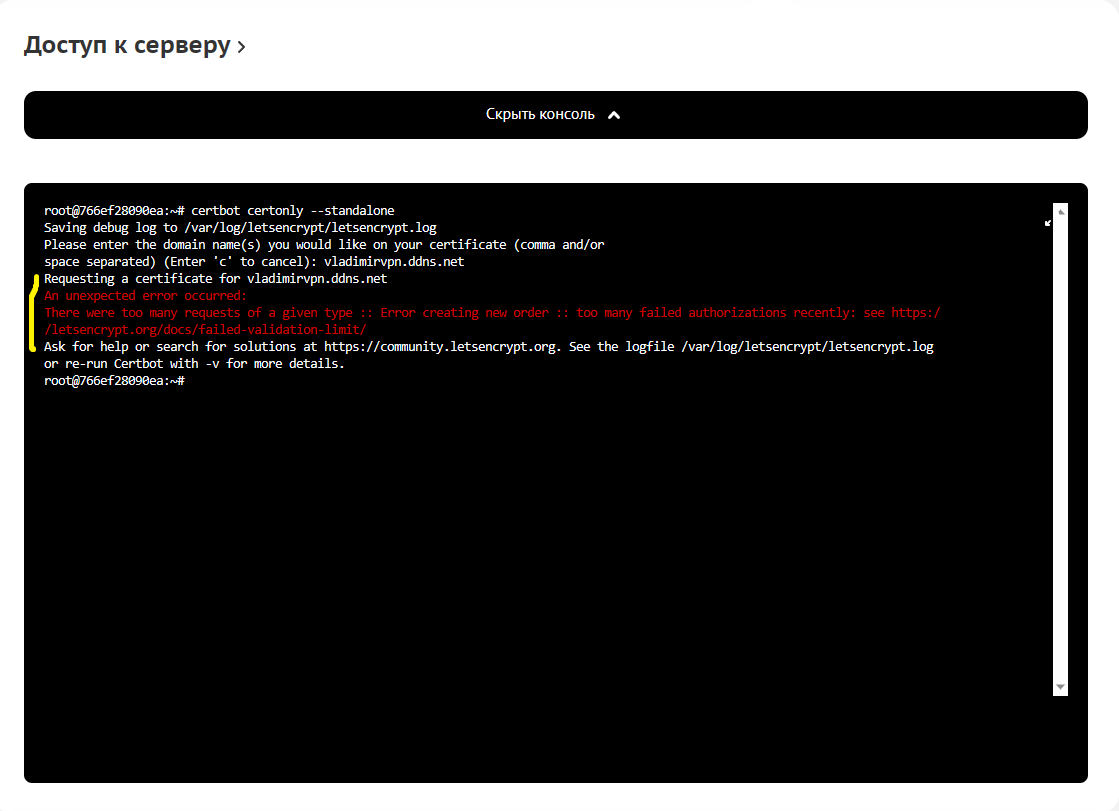 Доступ к серверу ›
Скрыть консоль
root@766ef28090ea:~# certbot certonly --standalone
Saving debug log to /var/log/letsencrypt/letsencrypt.log
Please enter the domain name(s) you would like on your certificate (comma and/or
space separated) (Enter 'c' to cancel): vladimirvpn.ddns.net
Requesting a certificate for vladimirvpn.ddns.net
An unexpected error occurred:
There were too many requests of a given type :: Error creating new order :: too many failed authorizations recently: see https:/
/letsencrypt.org/docs/failed-validation-limit/
Ask for help or search for solutions at https://community.letsencrypt.org. See the logfile /var/log/letsencrypt/letsencrypt.log
or re-run Certbot with -v for more details.
root@766ef28090ea:~#